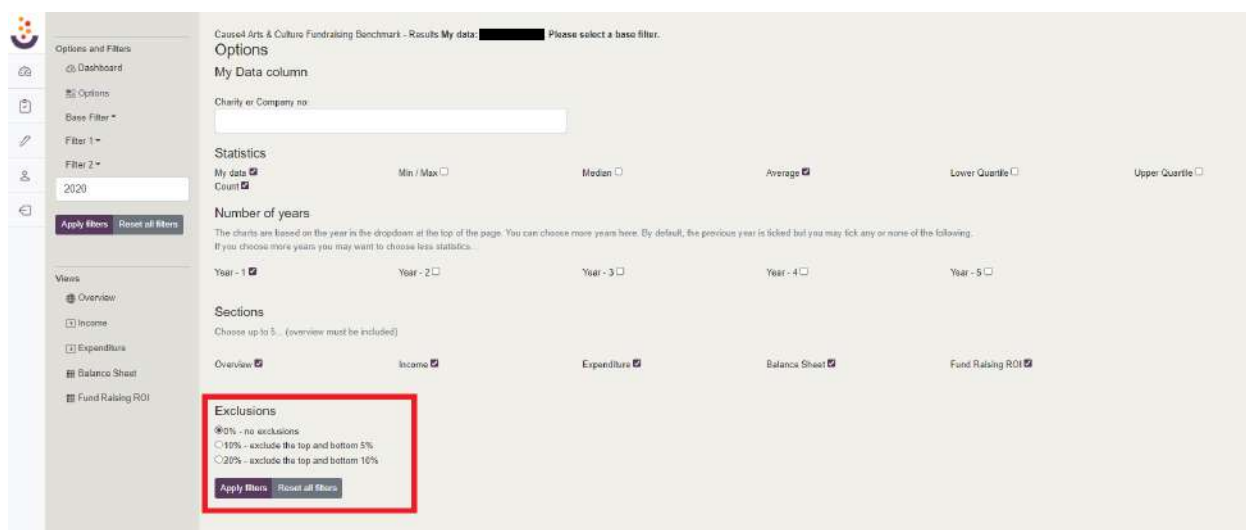 Cause4 Arts & Culture Fundraising Benchmark - Results My data: Please select a base filter.
Options and Filters
Dashboard
Options
Base Filter
Filter 1
Filter 2
2020
Apply filters Reset all filters
Views
Overview
Income
Expenditure
Balance Sheet
Fund Raising ROI
Options
My Data column
Charity or Company no:
Statistics
My data Min / Max Median Average Lower Quartile Upper Quartile
Count
Number of years
The charts are based on the year in the dropdown at the top of the page. You can choose more years here. By default, the previous year is ticked but you may tick any or none of the following.
If you choose more years you may want to choose less statistics...
Year - 1 Year - 2 Year - 3 Year - 4 Year - 5
Sections
Choose up to 5... (overview must be included)
Overview Income Expenditure Balance Sheet Fund Raising ROI
Exclusions
0% - no exclusions
10% - exclude the top and bottom 5%
20% - exclude the top and bottom 10%
Apply filters Reset all filters